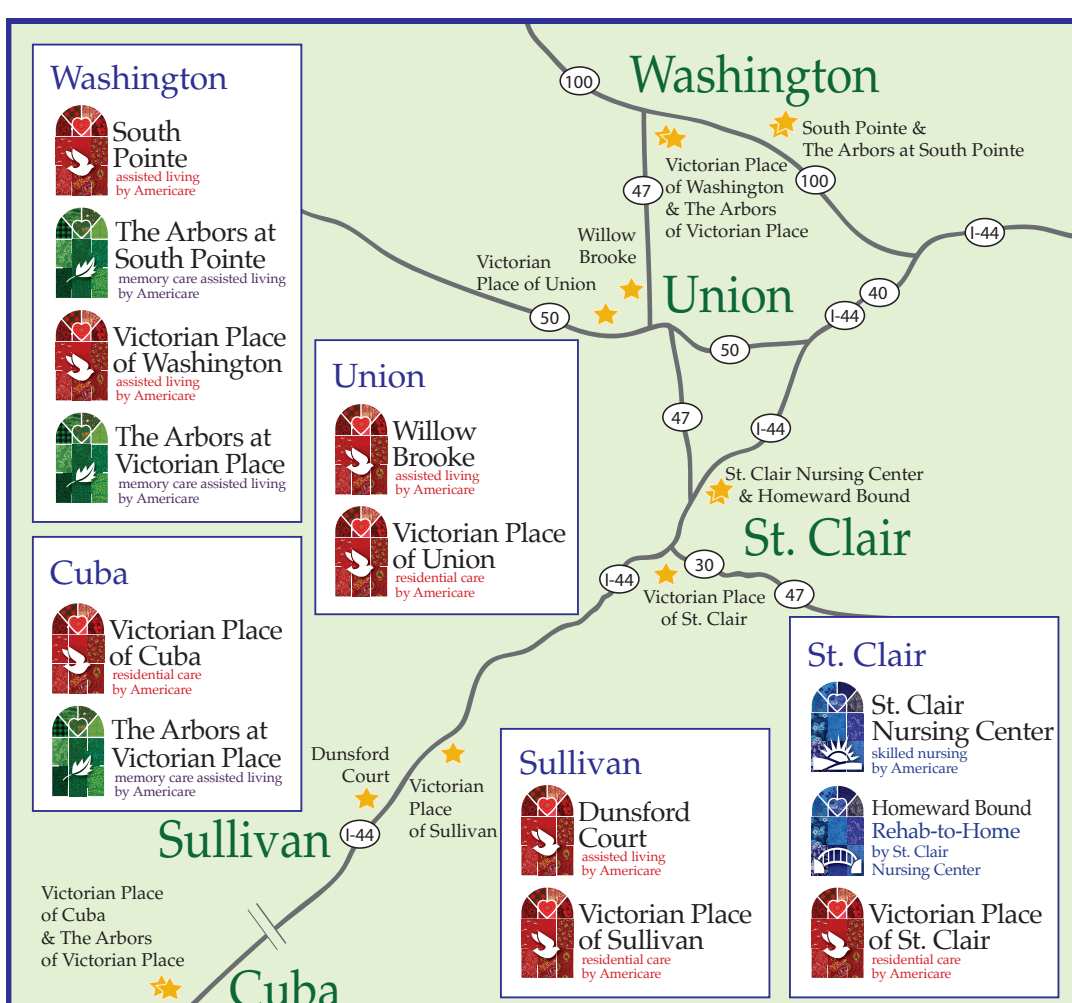 Washington
South
Pointe
assisted living
by Americare
The Arbors at
South Pointe
memory care assisted living
by Americare
Victorian Place
of Washington
assisted living
by Americare
The Arbors at
Victorian Place
memory care assisted living
by Americare
Cuba
Victorian Place
of Cuba
residential care
by Americare
The Arbors at
Victorian Place
memory care assisted living
by Americare
Union
Willow
Brooke
assisted living
by Americare
Victorian Place
of Union
residential care
by Americare
Sullivan
Dunsford
Court
assisted living
by Americare
Victorian Place
of Sullivan
residential care
by Americare
St. Clair
St. Clair
Nursing Center
skilled nursing
by Americare
Homeward Bound
Rehab-to-Home
by St. Clair
Nursing Center
Victorian Place
of St. Clair
residential care
by Americare
100
Washington
South Pointe &
The Arbors at South Pointe
Victorian Place
of Washington
& The Arbors
of Victorian Place
100
47
I-44
Willow
Brooke
Victorian
Place of Union
Union
40
I-44
50
50
47
I-44
St. Clair Nursing Center
& Homeward Bound
St. Clair
30
I-44
47
Victorian Place
of St. Clair
Dunsford
Court
Victorian
Place
of Sullivan
Sullivan
I-44
Victorian Place
of Cuba
& The Arbors
of Victorian Place
Cuba